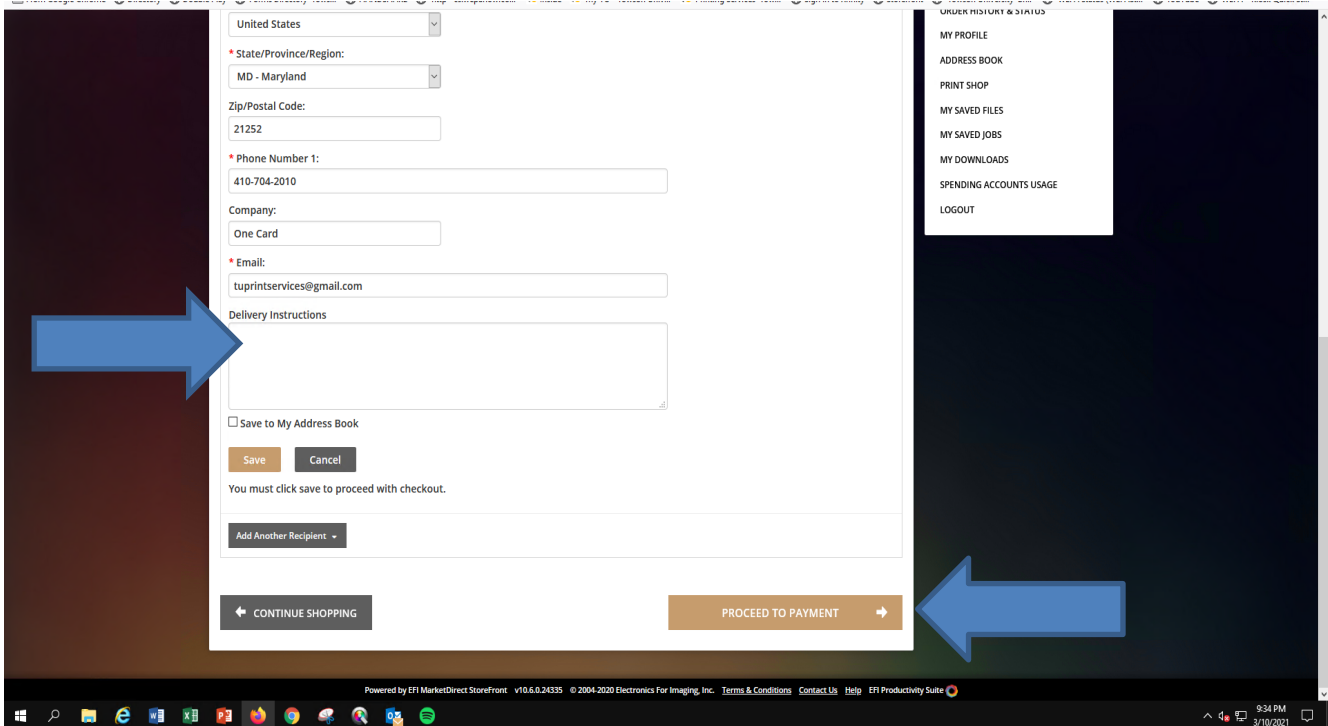 United States
* State/Province/Region:
MD - Maryland
Zip/Postal Code:
21252
* Phone Number 1:
410-704-2010
Company:
One Card
* Email:
tuprintservices@gmail.com
Delivery Instructions
Save to My Address Book
Save Cancel
You must click save to proceed with checkout.
Add Another Recipient
CONTINUE SHOPPING
PROCEED TO PAYMENT
ORDER HISTORY & STATUS
MY PROFILE
ADDRESS BOOK
PRINT SHOP
MY SAVED FILES
MY SAVED JOBS
MY DOWNLOADS
SPENDING ACCOUNTS USAGE
LOGOUT
Powered by EFI MarketDirect StoreFront v10.6.0.24335 © 2004-2020 Electronics For Imaging, Inc. Terms & Conditions Contact Us Help EFI Productivity Suite
9:34 PM
3/10/2021